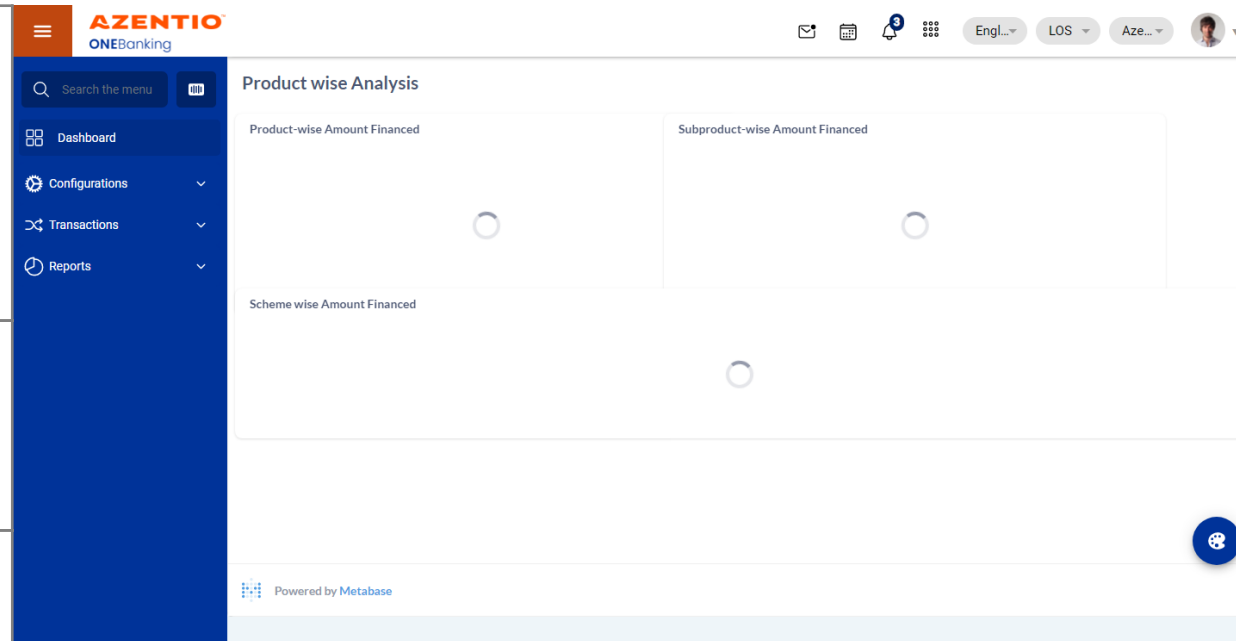 AZENTIO
ONEBanking
3
Engl...
LOS
Aze...
Search the menu
Dashboard
Configurations
Transactions
Reports
Product wise Analysis
Product-wise Amount Financed
Subproduct-wise Amount Financed
Scheme wise Amount Financed
Powered by Metabase